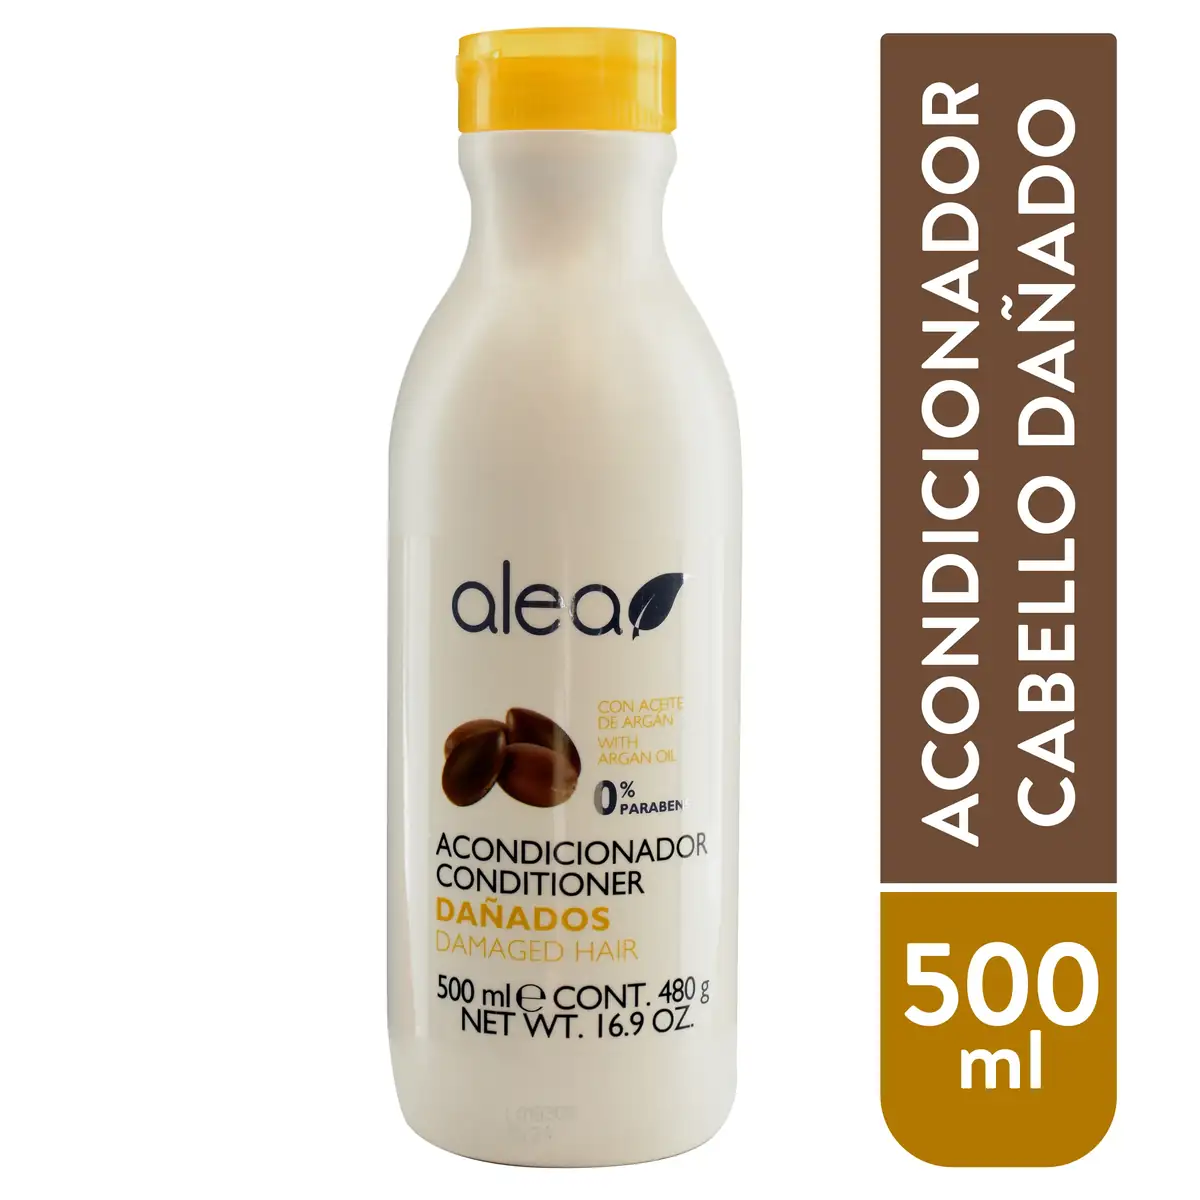 alea
CON ACEITE
DE ARGÁN
WITH
ARGAN OIL
0%
PARABENS
ACONDICIONADOR
CONDITIONER
DAÑADOS
DAMAGED HAIR
500 ml ℮ CONT. 480 g
NET WT. 16.9 OZ.
ACONDICIONADOR
CABELLO DAÑADO
500
ml